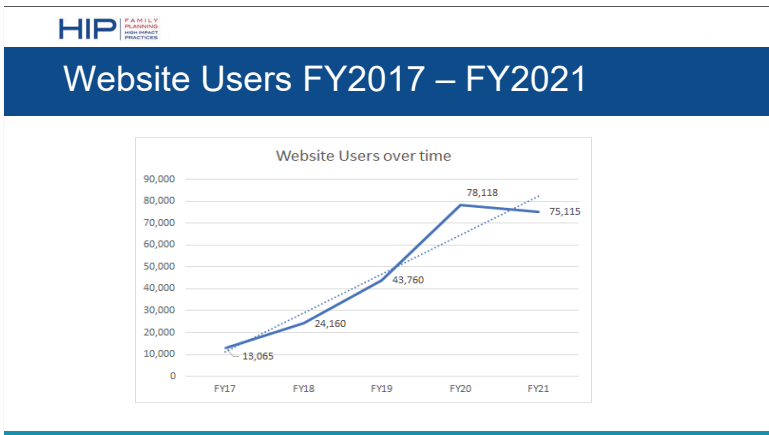 HIP
FAMILY
PLANNING
HIGH IMPACT
PRACTICES
Website Users FY2017 – FY2021
Website Users over time
90,000
80,000
70,000
60,000
50,000
40,000
30,000
20,000
10,000
0
78,118
75,115
43,760
24,160
13,065
FY17
FY18
FY19
FY20
FY21